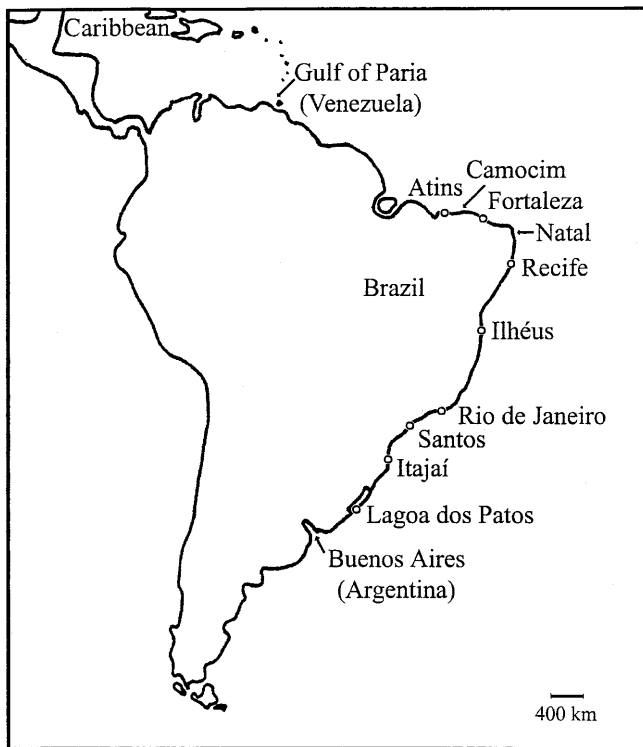 Caribbean
Gulf of Paria
(Venezuela)
Camocim
Atins
Fortaleza
Natal
Recife
Brazil
Ilhéus
Rio de Janeiro
Santos
Itajaí
Lagoa dos Patos
Buenos Aires
(Argentina)
400 km